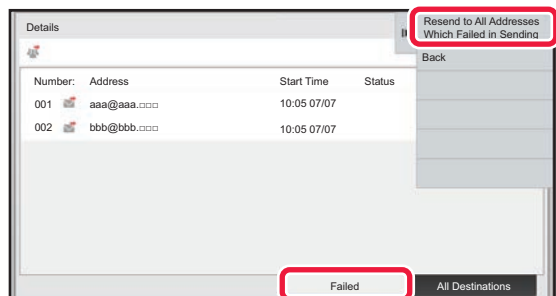 Details
Resend to All Addresses
Which Failed in Sending
Back
Number: Address Start Time Status
001 aaa@aaa.□□□ 10:05 07/07
002 bbb@bbb.□□□ 10:05 07/07
Failed All Destinations